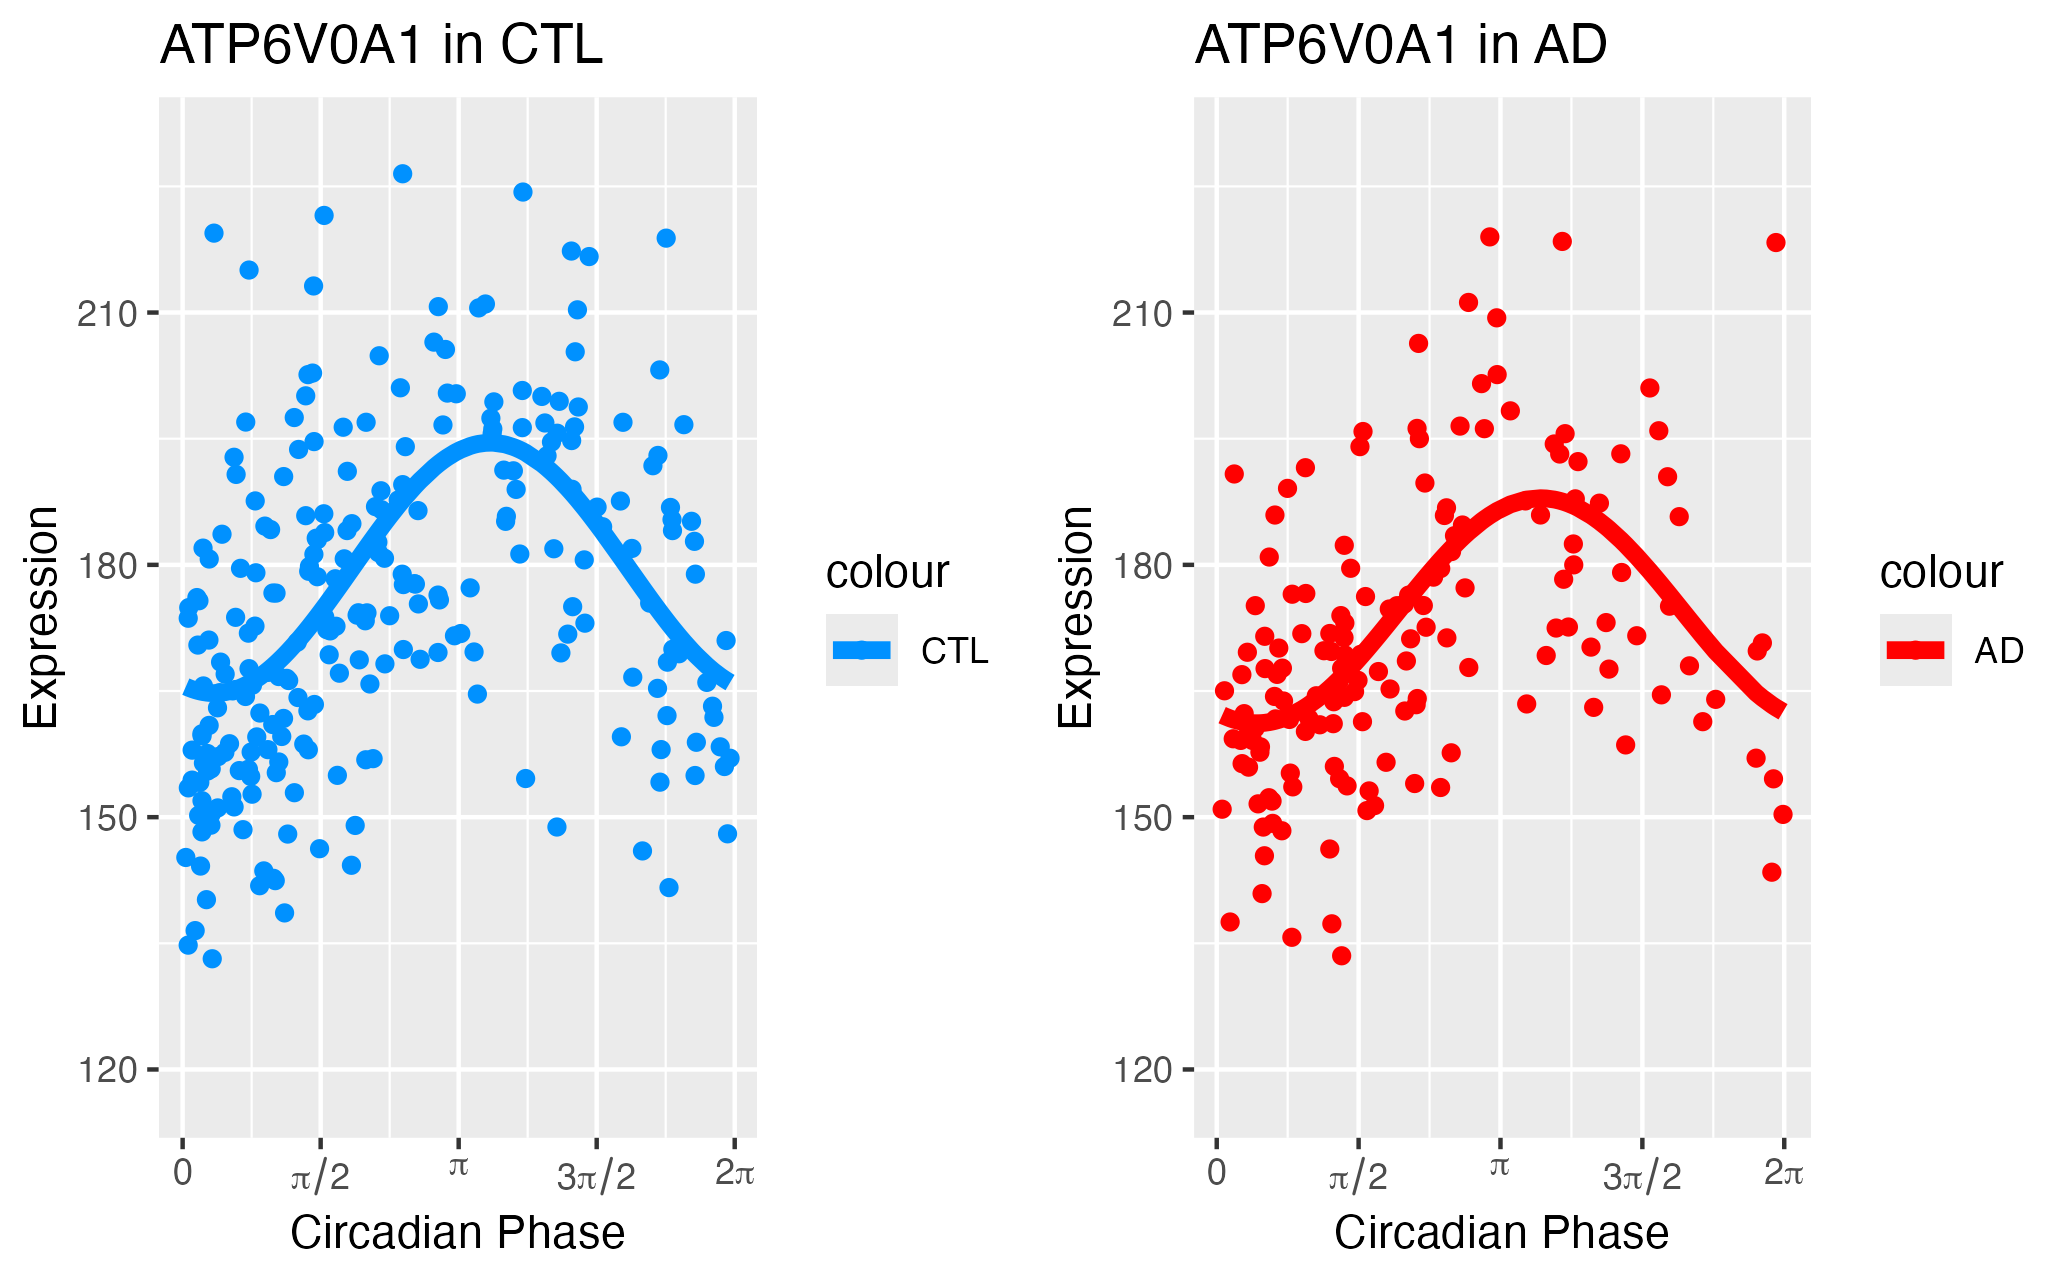 ATP6V0A1 in CTL
Expression
210
180
150
120
0 π/2 π 3π/2 2π
Circadian Phase
colour
CTL
ATP6V0A1 in AD
Expression
210
180
150
120
0 π/2 π 3π/2 2π
Circadian Phase
colour
AD